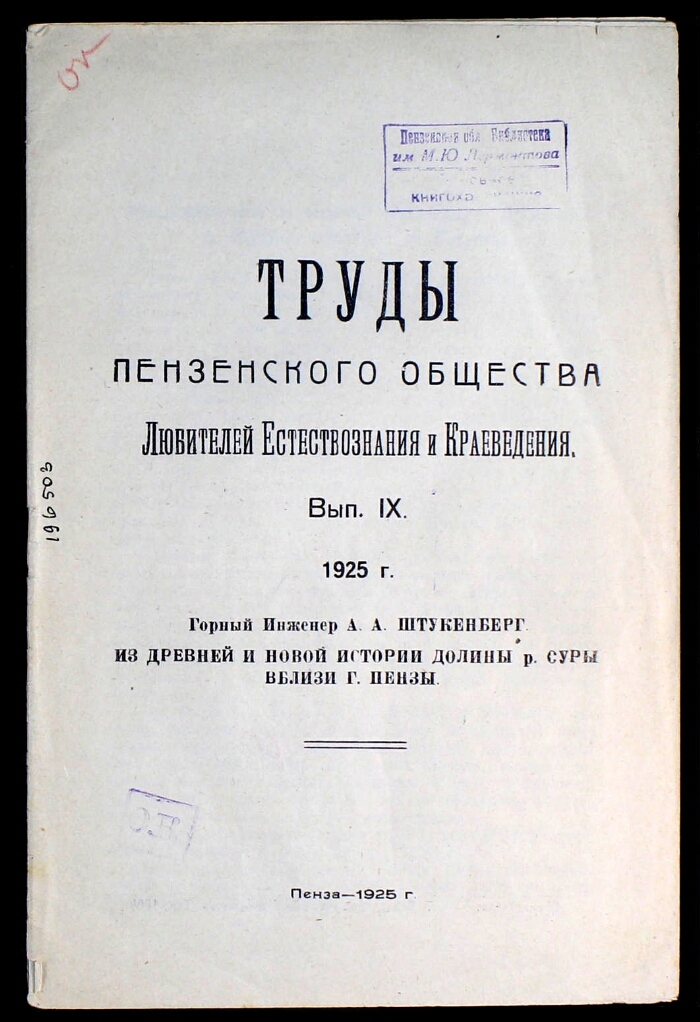 Пензенская обл. Библиотека
им. М. Ю. Лермонтова
ТРУДЫ
ПЕНЗЕНСКОГО ОБЩЕСТВА
ЛЮБИТЕЛЕЙ ЕСТЕСТВОЗНАНИЯ И КРАЕВЕДЕНИЯ.
Вып. IX.
1925 г.
Горный Инженер А. А. ШТУКЕНБЕРГ.
ИЗ ДРЕВНЕЙ И НОВОЙ ИСТОРИИ ДОЛИНЫ р. СУРЫ
ВБЛИЗИ Г. ПЕНЗЫ.
Пенза—1925 г.